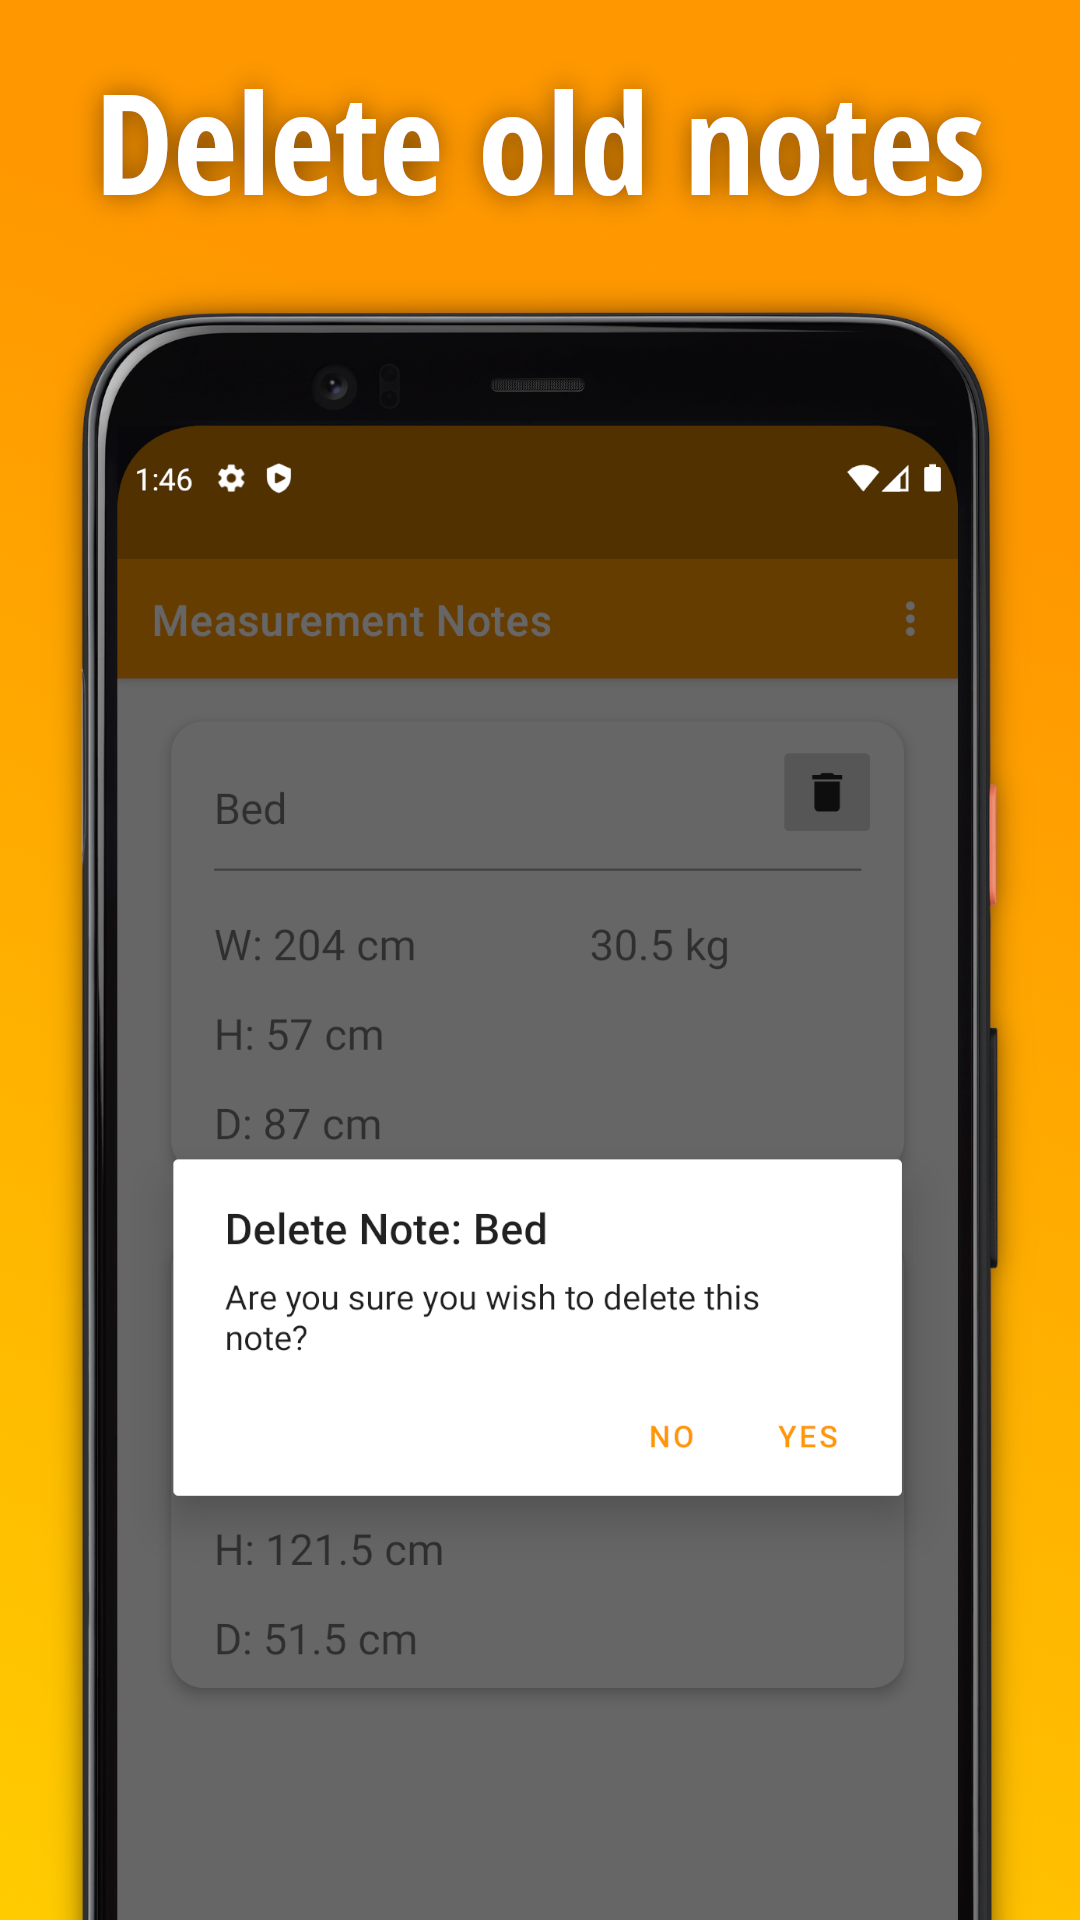 Delete old notes
1:46
Measurement Notes
Bed
W: 204 cm 30.5 kg
H: 57 cm
D: 87 cm
Delete Note: Bed
Are you sure you wish to delete this
note?
NO YES
H: 121.5 cm
D: 51.5 cm